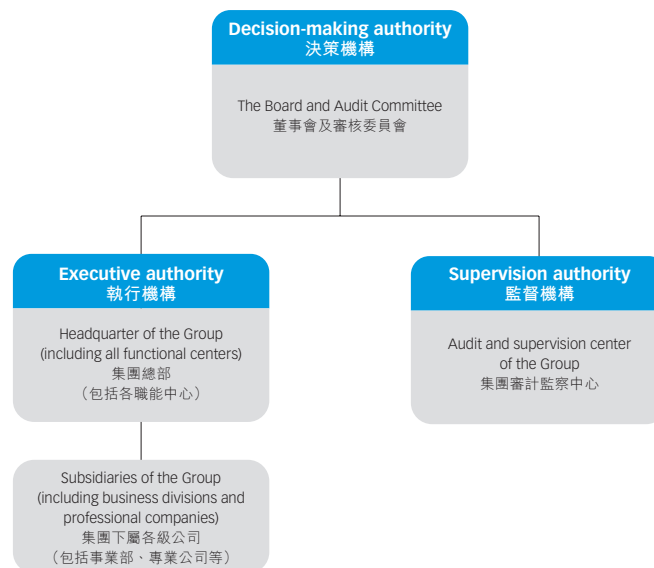 Decision-making authority
決策機構
The Board and Audit Committee
董事會及審核委員會
Executive authority
執行機構
Headquarter of the Group
(including all functional centers)
集團總部
（包括各職能中心）
Supervision authority
監督機構
Audit and supervision center
of the Group
集團審計監察中心
Subsidiaries of the Group
(including business divisions and
professional companies)
集團下屬各級公司
（包括事業部、專業公司等）